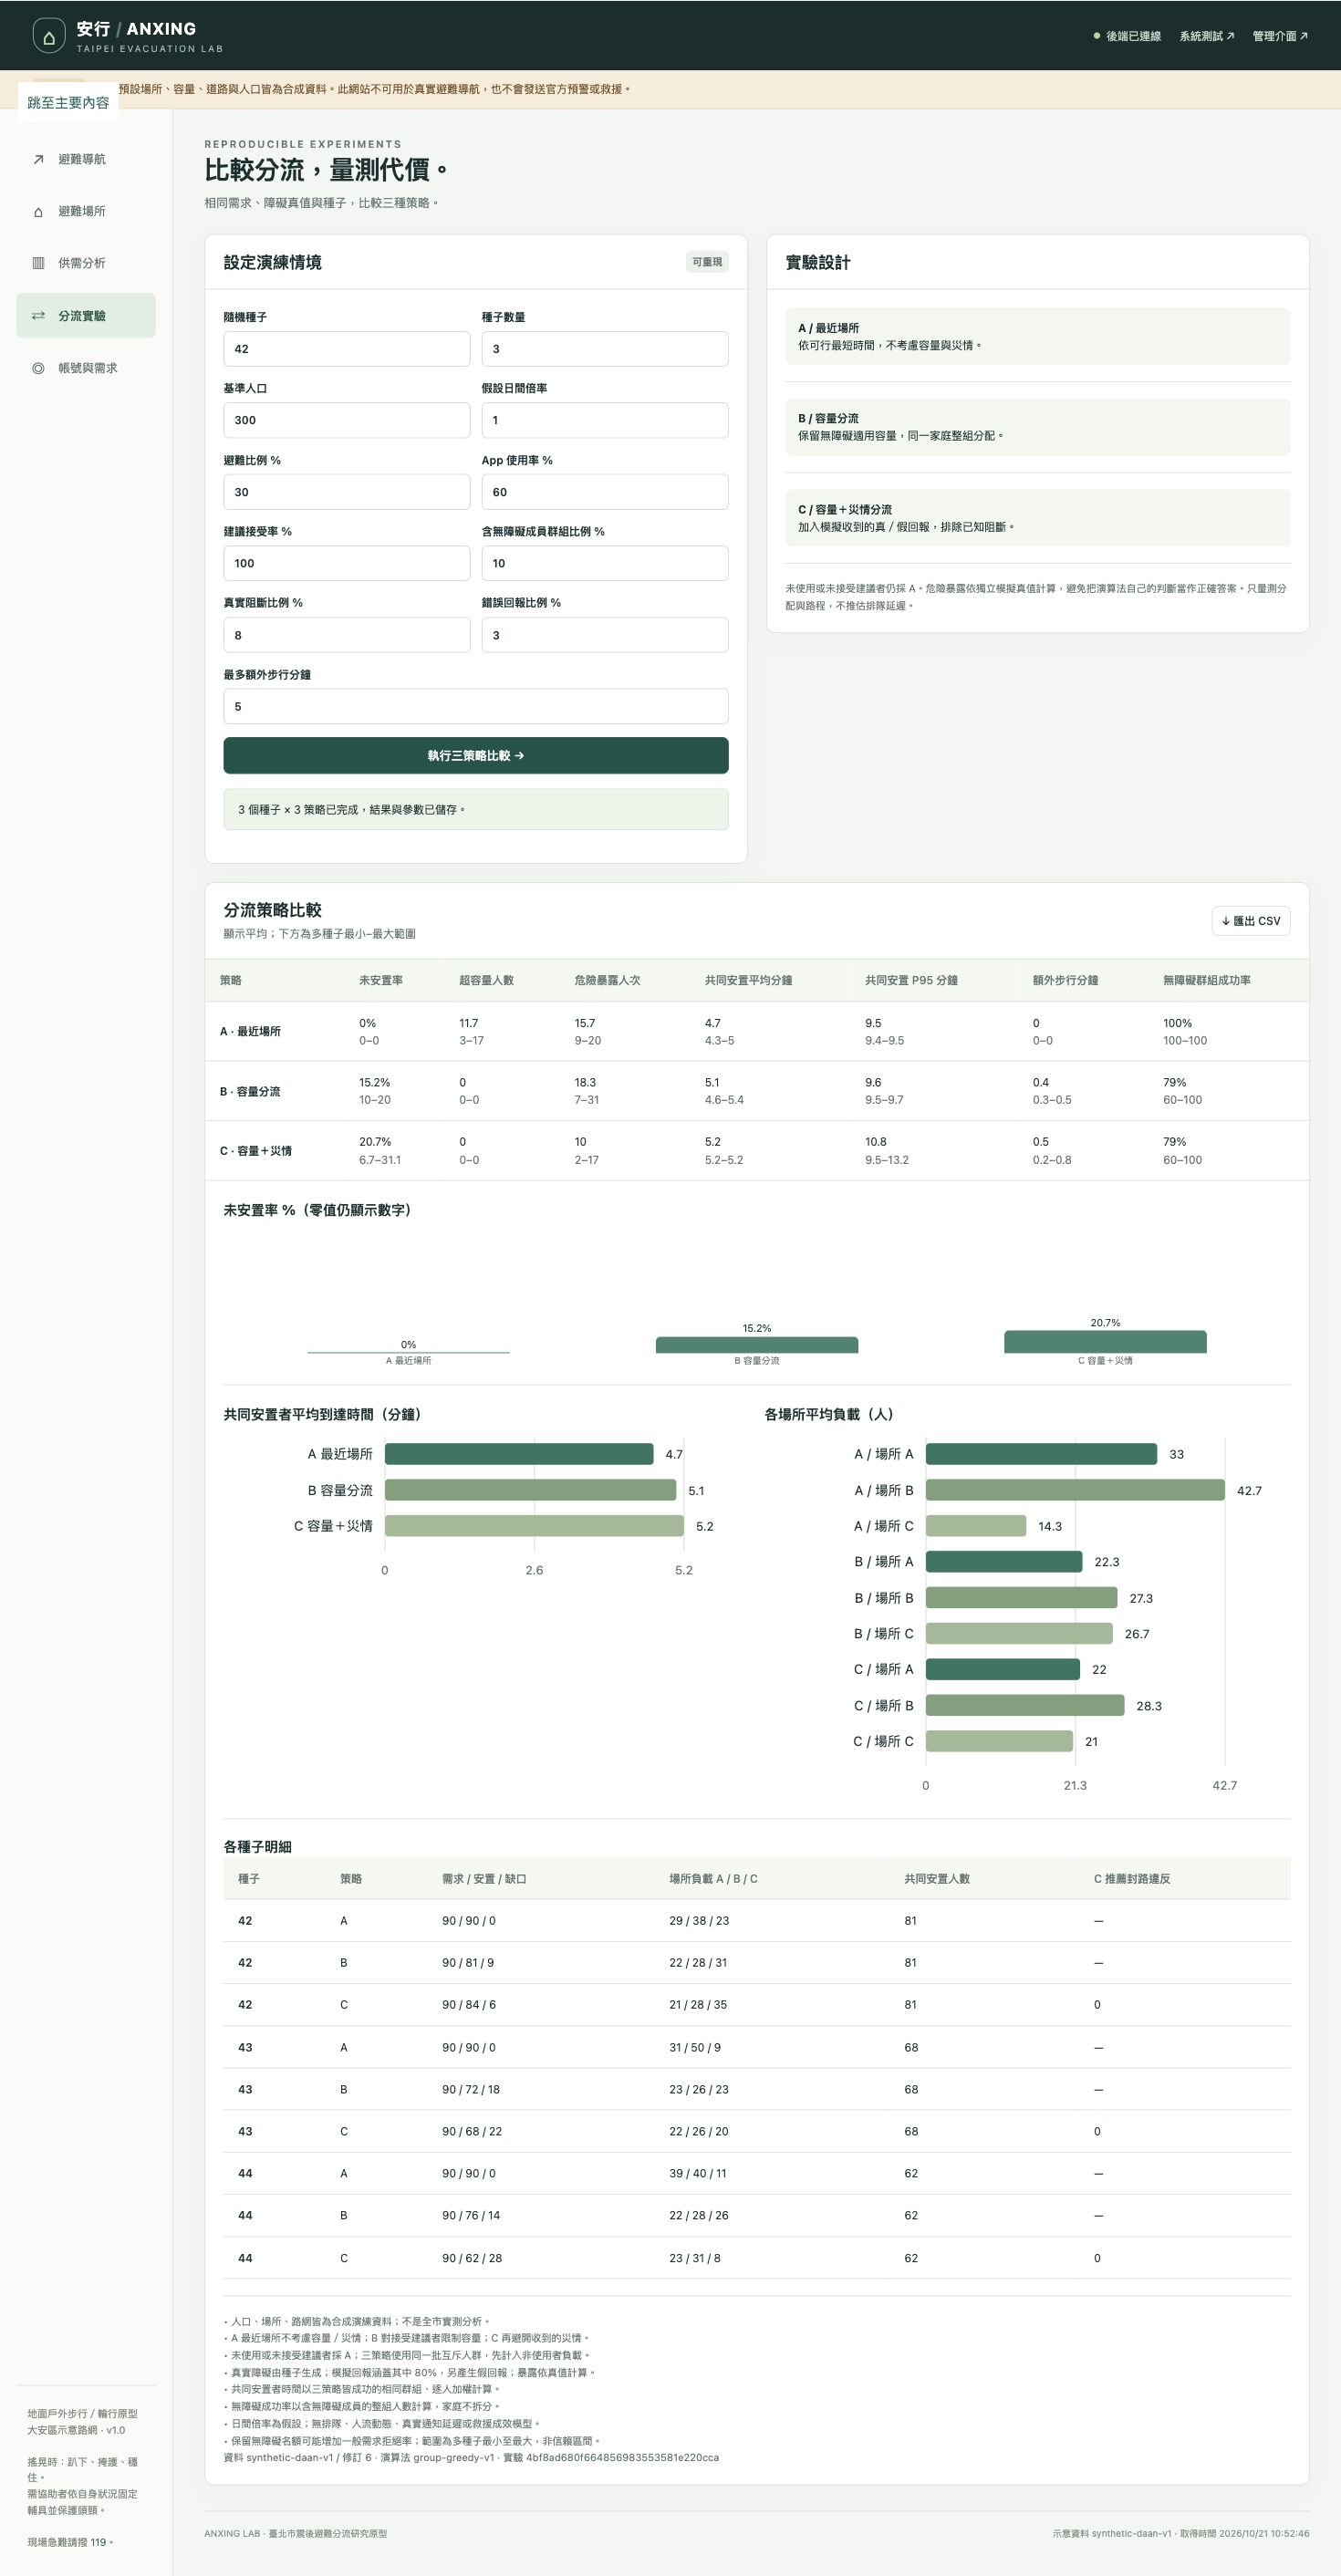 安行 / ANXING
TAIPEI EVACUATION LAB
後端已連線
系統測試 ↗
管理介面 ↗
跳至主要內容
預設場所、容量、道路與人口皆為合成資料。此網站不可用於真實避難導航，也不會發送官方預警或救援。
避難導航
避難場所
供需分析
分流實驗
帳號與需求
REPRODUCIBLE EXPERIMENTS
比較分流，量測代價。
相同需求、障礙真值與種子，比較三種策略。
設定演練情境
可重現
隨機種子
種子數量
42
3
基準人口
假設日間倍率
300
1
避難比例 %
App 使用率 %
30
60
建議接受率 %
含無障礙成員群組比例 %
100
10
真實阻斷比例 %
錯誤回報比例 %
8
3
最多額外步行分鐘
5
執行三策略比較 →
3 個種子 × 3 策略已完成，結果與參數已儲存。
實驗設計
A / 最近場所
依可行最短時間，不考慮容量與災情。
B / 容量分流
保留無障礙適用容量，同一家庭整組分配。
C / 容量＋災情分流
加入模擬收到的真 / 假回報，排除已知阻斷。
未使用或未接受建議者仍採 A。危險暴露依獨立模擬真值計算，避免把演算法自己的判斷當作正確答案。只量測分
配與路程，不推估排隊延遲。
分流策略比較
顯示平均；下方為多種子最小–最大範圍
↓ 匯出 CSV
策略 未安置率 超容量人數 危險暴露人次 共同安置平均分鐘 共同安置 P95 分鐘 額外步行分鐘 無障礙群組成功率
A · 最近場所 0% 11.7 15.7 4.7 9.5 0 100%
0–0 3–17 9–20 4.3–5 9.4–9.5 0–0 100–100
B · 容量分流 15.2% 0 18.3 5.1 9.6 0.4 79%
10–20 0–0 7–31 4.6–5.4 9.5–9.7 0.3–0.5 60–100
C · 容量＋災情 20.7% 0 10 5.2 10.8 0.5 79%
6.7–31.1 0–0 2–17 5.2–5.2 9.5–13.2 0.2–0.8 60–100
未安置率 %（零值仍顯示數字）
0%
A 最近場所
15.2%
B 容量分流
20.7%
C 容量＋災情
共同安置者平均到達時間（分鐘）
A 最近場所 4.7
B 容量分流 5.1
C 容量＋災情 5.2
0 2.6 5.2
各場所平均負載（人）
A / 場所 A 33
A / 場所 B 42.7
A / 場所 C 14.3
B / 場所 A 22.3
B / 場所 B 27.3
B / 場所 C 26.7
C / 場所 A 22
C / 場所 B 28.3
C / 場所 C 21
0 21.3 42.7
各種子明細
種子 策略 需求 / 安置 / 缺口 場所負載 A / B / C 共同安置人數 C 推薦封路違反
42 A 90 / 90 / 0 29 / 38 / 23 81 —
42 B 90 / 81 / 9 22 / 28 / 31 81 —
42 C 90 / 84 / 6 21 / 28 / 35 81 0
43 A 90 / 90 / 0 31 / 50 / 9 68 —
43 B 90 / 72 / 18 23 / 26 / 23 68 —
43 C 90 / 68 / 22 22 / 26 / 20 68 0
44 A 90 / 90 / 0 39 / 40 / 11 62 —
44 B 90 / 76 / 14 22 / 28 / 26 62 —
44 C 90 / 62 / 28 23 / 31 / 8 62 0
• 人口、場所、路網皆為合成演練資料；不是全市實測分析。
• A 最近場所不考慮容量 / 災情；B 對接受建議者限制容量；C 再避開收到的災情。
• 未使用或未接受建議者採 A；三策略使用同一批互斥人群，先計入非使用者負載。
• 真實障礙由種子生成；模擬回報涵蓋其中 80%，另產生假回報；暴露依真值計算。
• 共同安置者時間以三策略皆成功的相同群組、逐人加權計算。
• 無障礙成功率以含無障礙成員的整組人數計算，家庭不拆分。
• 日間倍率為假設；無排隊、人流動態、真實通知延遲或救援成效模型。
• 保留無障礙名額可能增加一般需求拒絕率；範圍為多種子最小至最大，非信賴區間。
資料 synthetic-daan-v1 / 修訂 6 · 演算法 group-greedy-v1 · 實驗 4bf8ad680f664856983553581e220cca
地面戶外步行 / 輪行原型
大安區示意路網 · v1.0
搖晃時：趴下、掩護、穩
住。
需協助者依自身狀況固定
輔具並保護頭頸。
現場急難請撥 119。
ANXING LAB · 臺北市震後避難分流研究原型
示意資料 synthetic-daan-v1 · 取得時間 2026/10/21 10:52:46